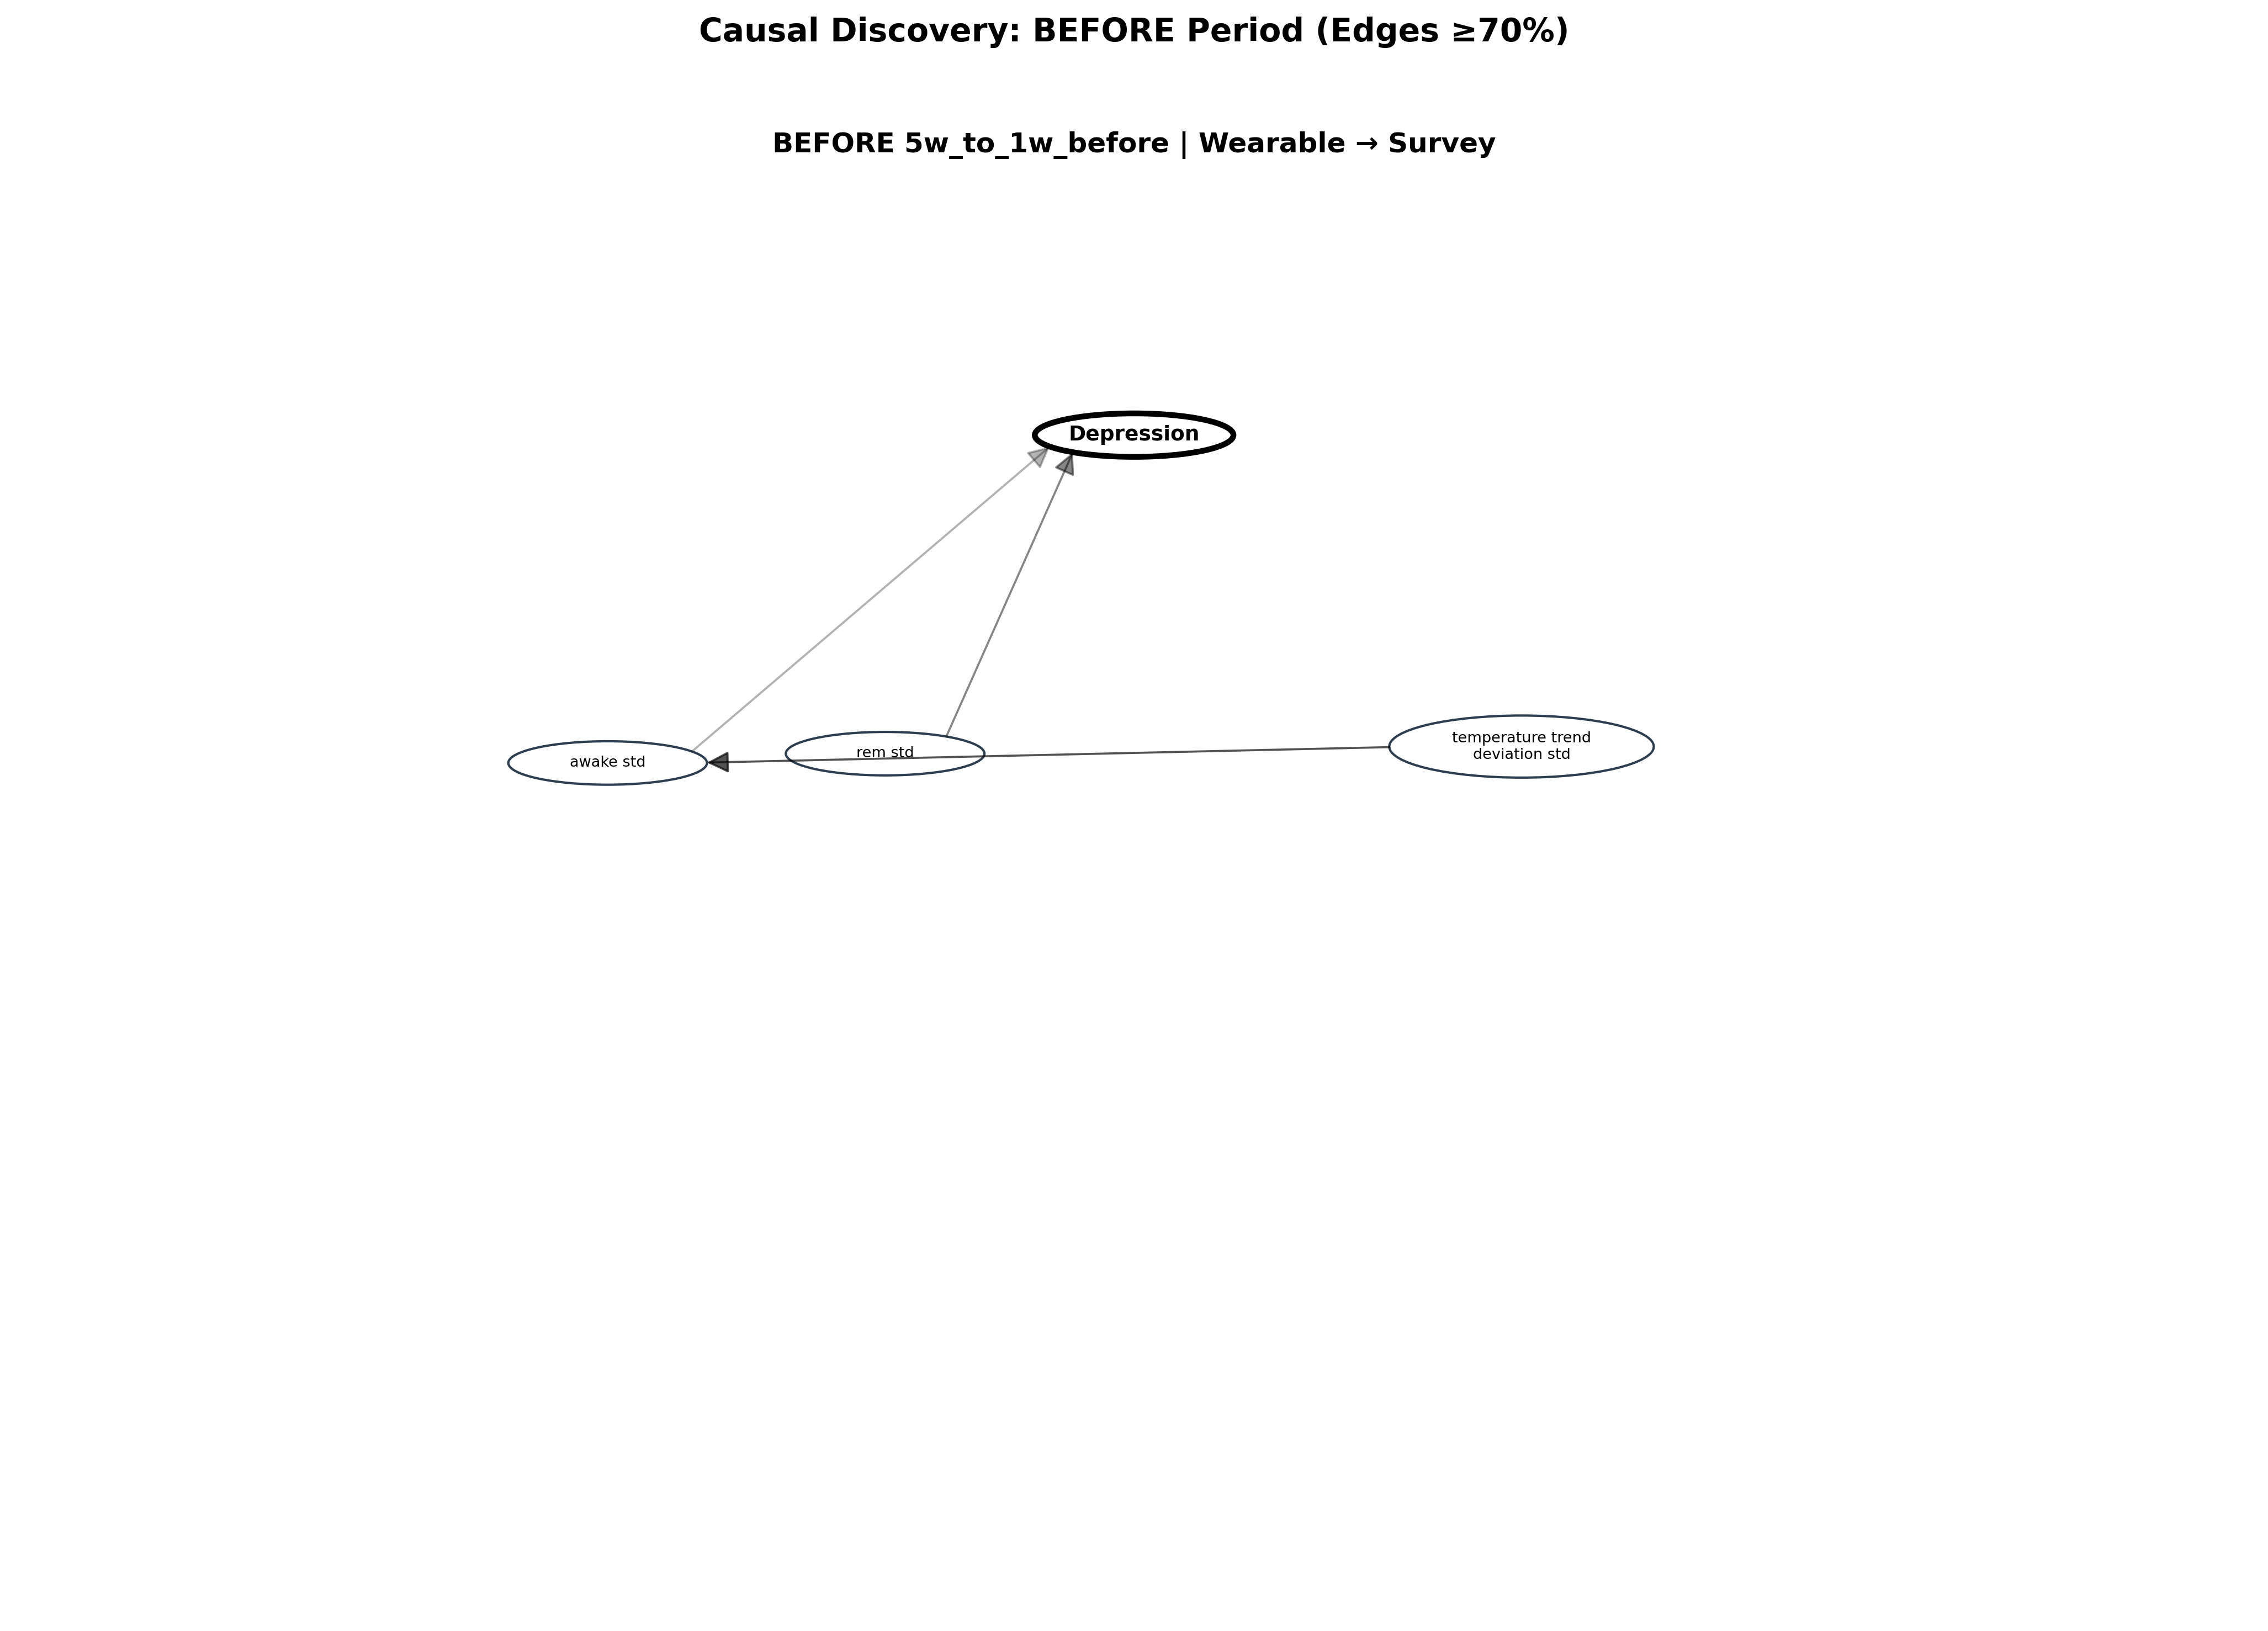 Causal Discovery: BEFORE Period (Edges ≥70%)
BEFORE 5w_to_1w_before | Wearable → Survey
Depression
awake std
rem std
temperature trend
deviation std